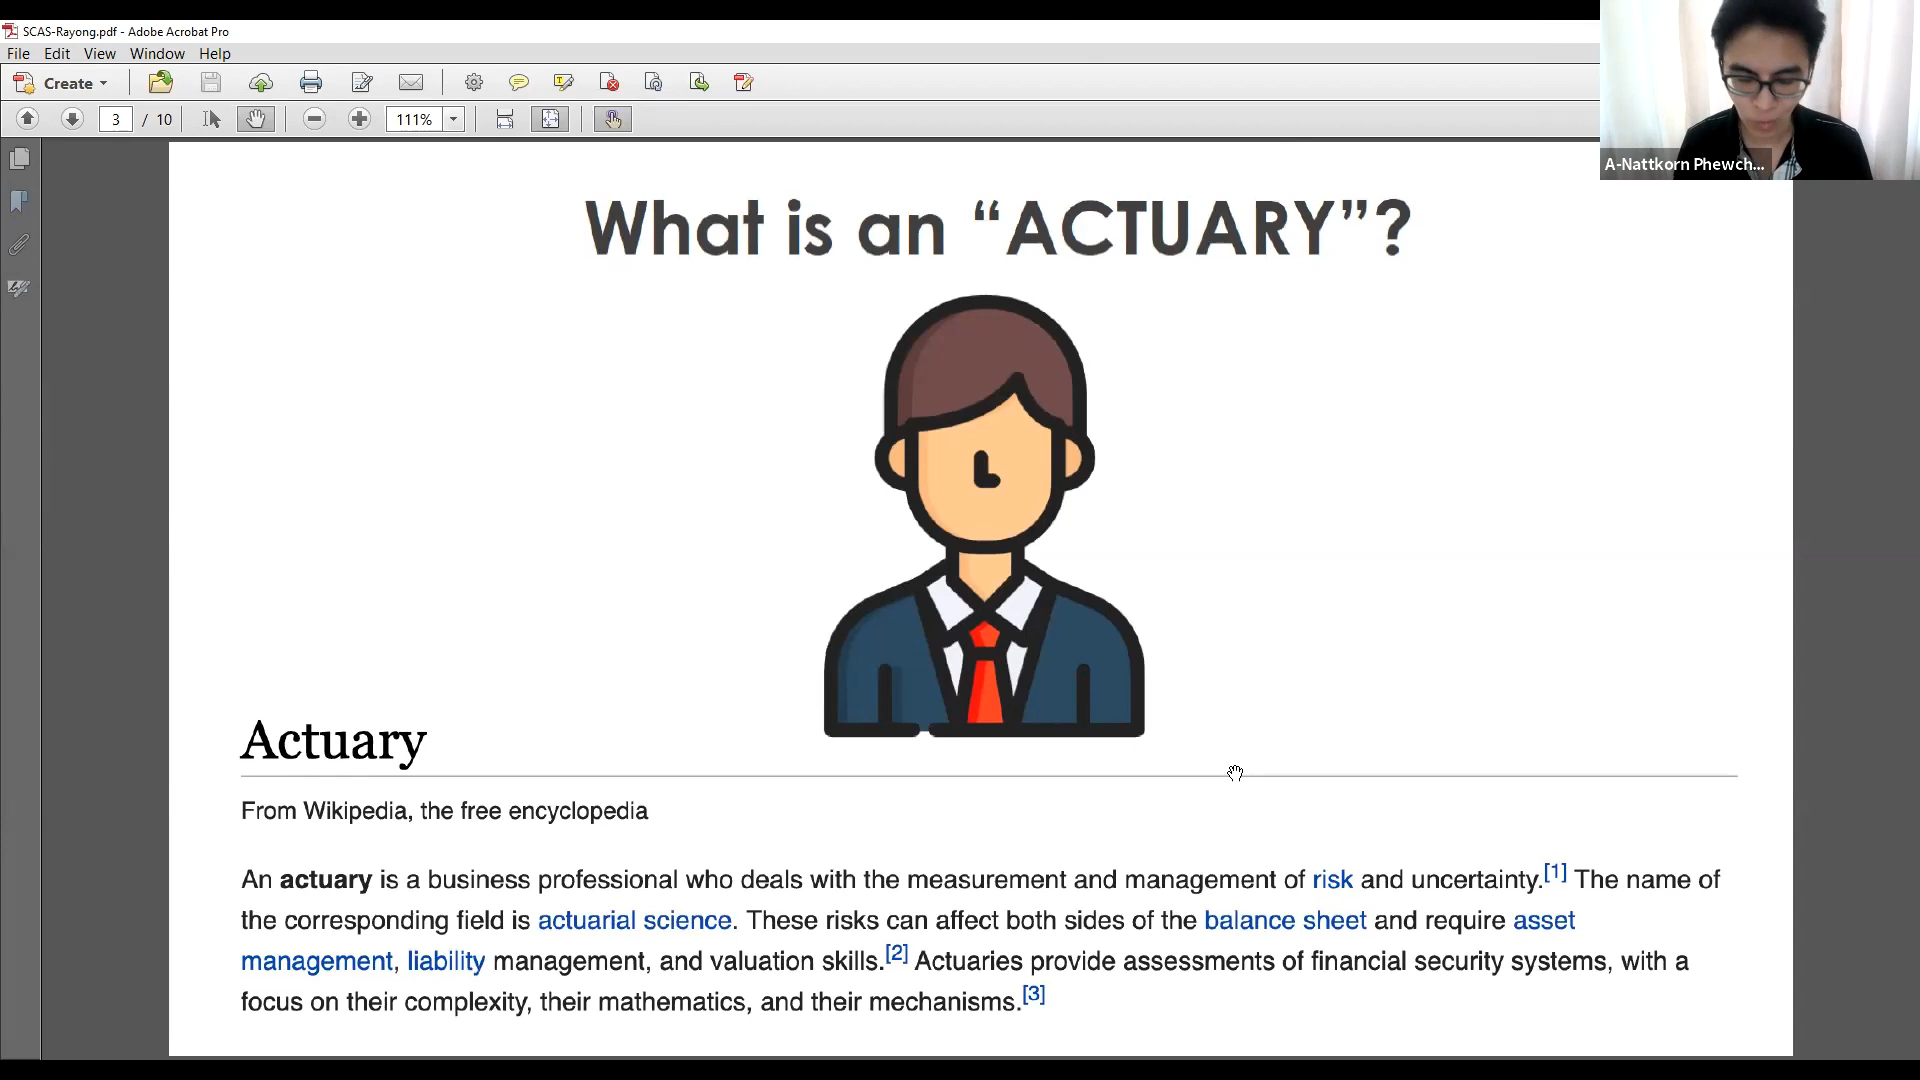 SCAS-Rayong.pdf - Adobe Acrobat Pro
File Edit View Window Help
Create
3 / 10 111%
A-Nattkorn Phewch...
What is an “ACTUARY”?
Actuary
From Wikipedia, the free encyclopedia
An actuary is a business professional who deals with the measurement and management of risk and uncertainty.[1] The name of
the corresponding field is actuarial science. These risks can affect both sides of the balance sheet and require asset
management, liability management, and valuation skills.[2] Actuaries provide assessments of financial security systems, with a
focus on their complexity, their mathematics, and their mechanisms.[3]